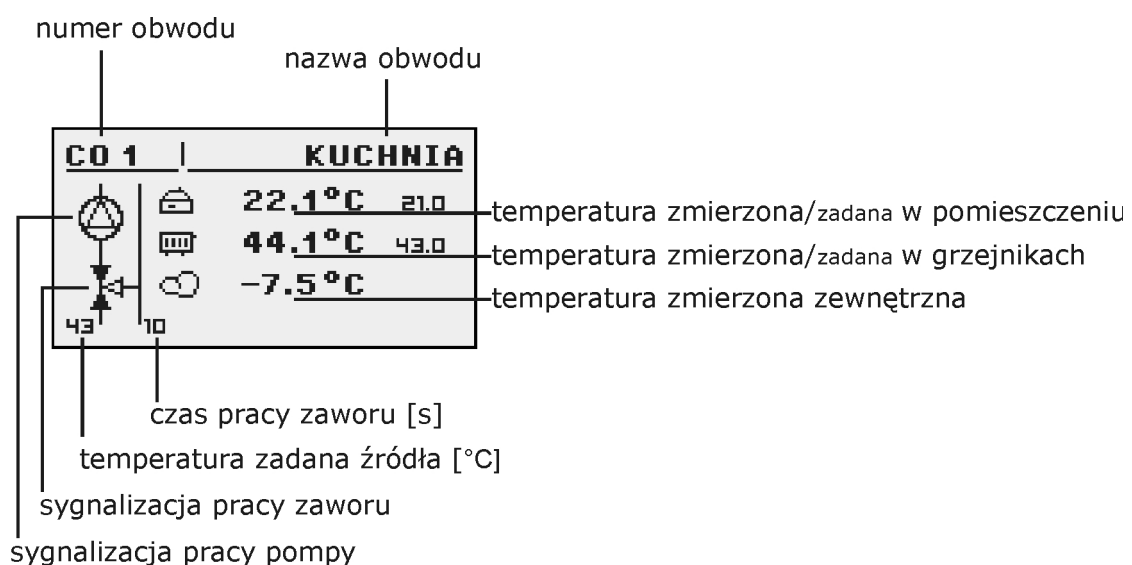 numer obwodu
nazwa obwodu
CO 1 KUCHNIA
22.1°C 21.0
temperatura zmierzona/zadana w pomieszczeniu
44.1°C 43.0
temperatura zmierzona/zadana w grzejnikach
-7.5°C
temperatura zmierzona zewnętrzna
43 10
czas pracy zaworu [s]
temperatura zadana źródła [°C]
sygnalizacja pracy zaworu
sygnalizacja pracy pompy